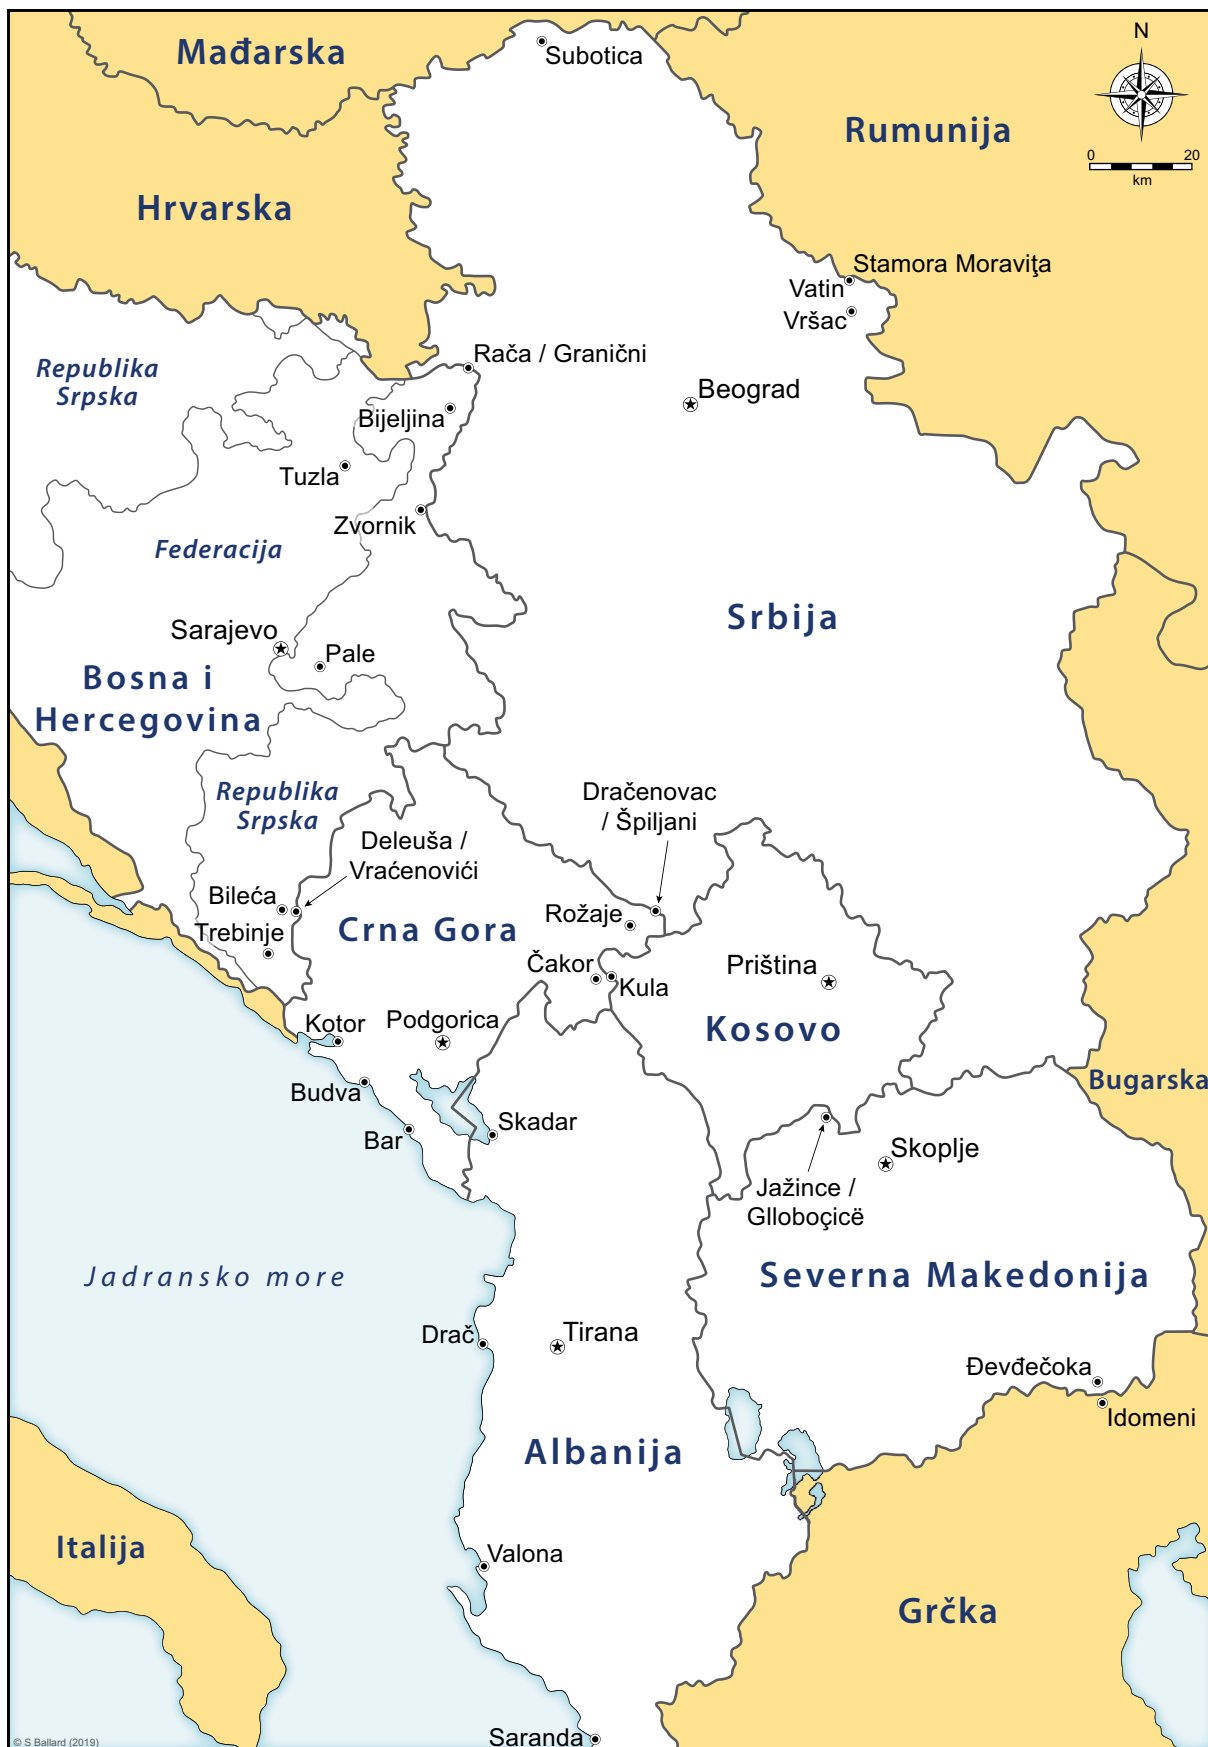 Mađarska
Subotica
N
Rumunija
0 20
km
Hrvarska
Stamora Moraviţa
Vatin
Vršac
Republika
Srpska
Rača / Granični
Beograd
Bijeljina
Tuzla
Zvornik
Federacija
Srbija
Sarajevo
Pale
Bosna i
Hercegovina
Republika
Srpska
Dračenovac
/ Špiljani
Deleuša /
Vraćenovići
Bileća
Trebinje
Crna Gora
Rožaje
Čakor
Kula
Priština
Kosovo
Kotor
Podgorica
Budva
Bar
Skadar
Bugarska
Skoplje
Jažince /
Glloboçicë
Jadransko more
Severna Makedonija
Drač
Tirana
Đevđečoka
Idomeni
Albanija
Italija
Valona
Grčka
Saranda
© S Ballard (2019)